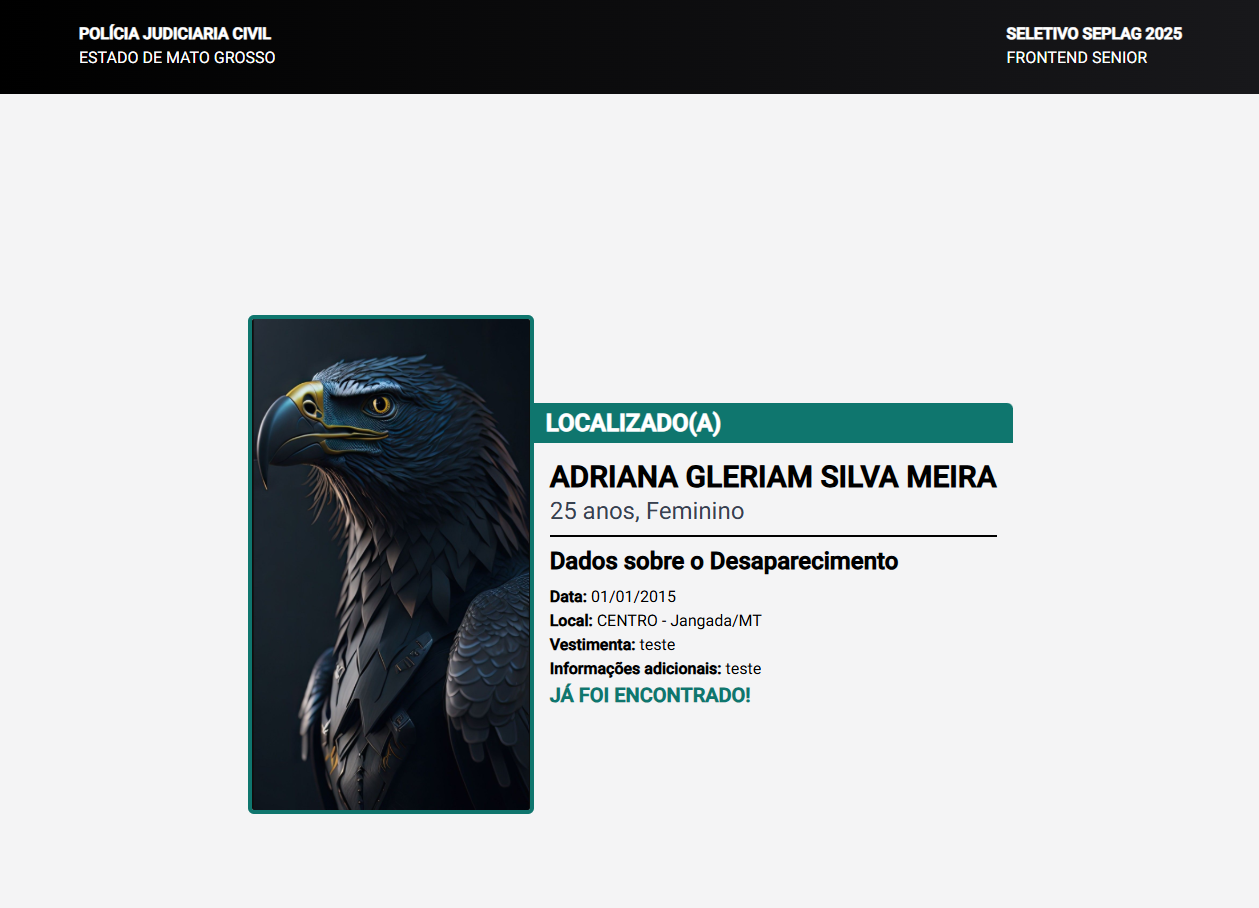 POLÍCIA JUDICIARIA CIVIL
ESTADO DE MATO GROSSO
SELETIVO SEPLAG 2025
FRONTEND SENIOR
LOCALIZADO(A)
ADRIANA GLERIAM SILVA MEIRA
25 anos, Feminino
Dados sobre o Desaparecimento
Data: 01/01/2015
Local: CENTRO - Jangada/MT
Vestimenta: teste
Informações adicionais: teste
JÁ FOI ENCONTRADO!